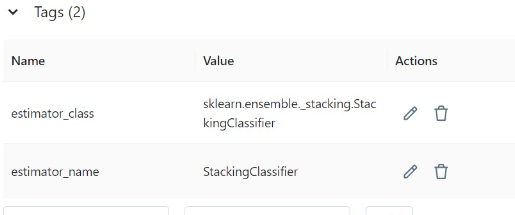 Tags (2)
Name Value Actions
estimator_class sklearn.ensemble._stacking.Stac
kingClassifier
estimator_name StackingClassifier